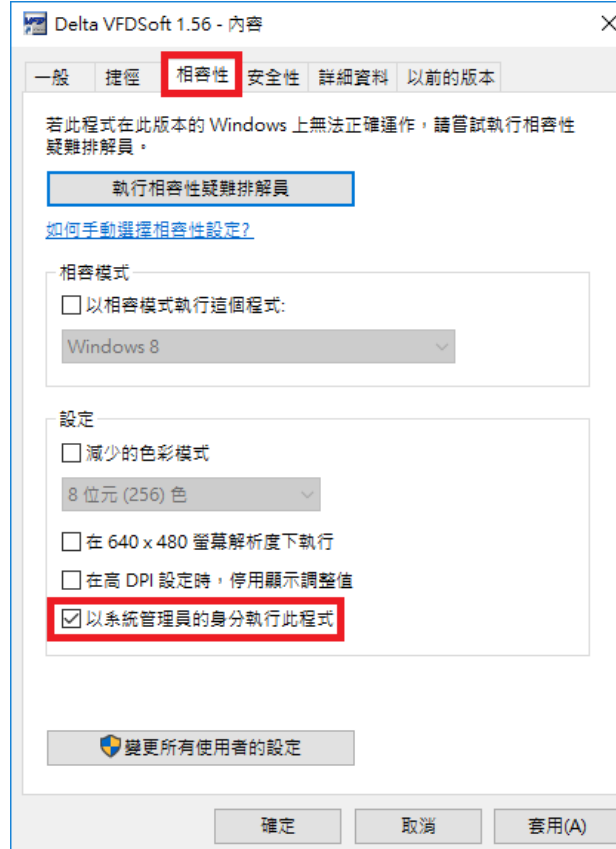 Delta VFDSoft 1.56 - 內容
一般 捷徑 相容性 安全性 詳細資料 以前的版本
若此程式在此版本的 Windows 上無法正確運作，請嘗試執行相容性
疑難排解員。
執行相容性疑難排解員
如何手動選擇相容性設定?
相容模式
以相容模式執行這個程式:
Windows 8
設定
減少的色彩模式
8 位元 (256) 色
在 640 x 480 螢幕解析度下執行
在高 DPI 設定時，停用顯示調整值
以系統管理員的身分執行此程式
變更所有使用者的設定
確定 取消 套用(A)